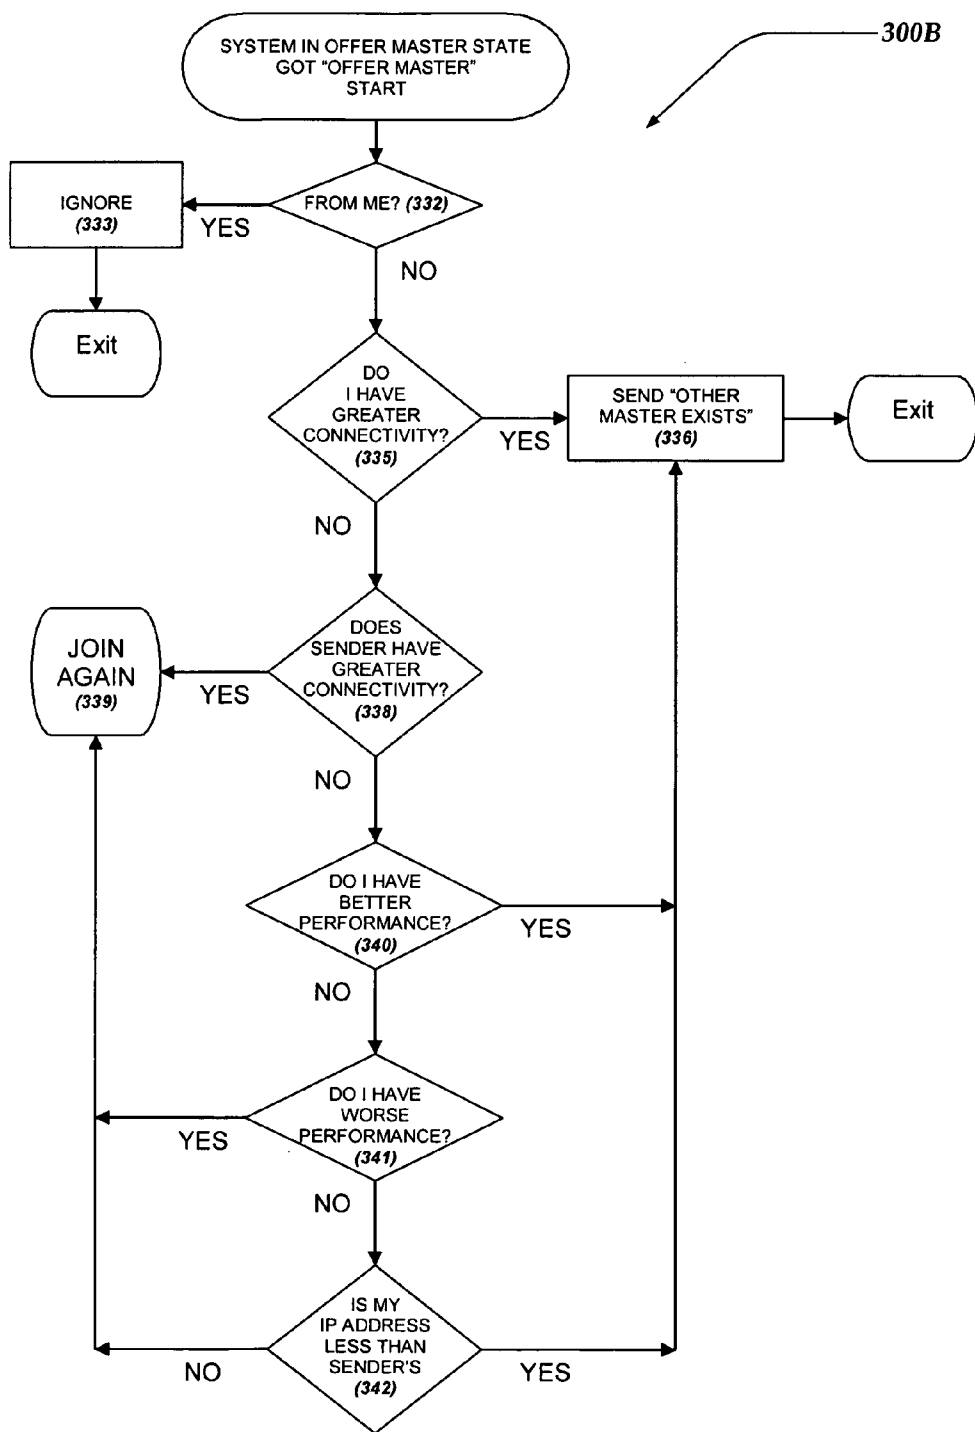 SYSTEM IN OFFER MASTER STATE
GOT "OFFER MASTER"
START
300B
FROM ME? (332)
IGNORE
(333)
YES
NO
Exit
DO
I HAVE
GREATER
CONNECTIVITY?
(335)
YES
SEND "OTHER
MASTER EXISTS"
(336)
Exit
NO
DOES
SENDER HAVE
GREATER
CONNECTIVITY?
(338)
YES
JOIN
AGAIN
(339)
NO
DO I HAVE
BETTER
PERFORMANCE?
(340)
YES
NO
DO I HAVE
WORSE
PERFORMANCE?
(341)
YES
NO
IS MY
IP ADDRESS
LESS THAN
SENDER'S
(342)
NO
YES